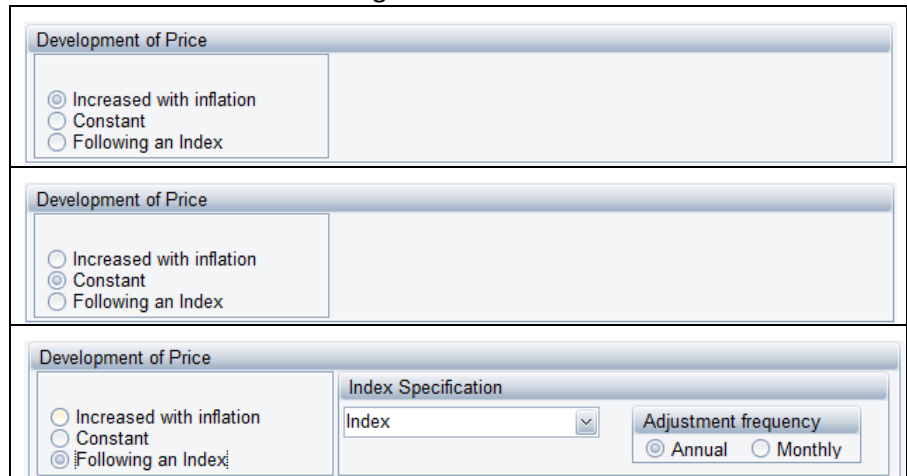 Development of Price
Increased with inflation
Constant
Following an Index
Development of Price
Increased with inflation
Constant
Following an Index
Development of Price
Index Specification
Increased with inflation
Constant
Following an Index
Index
Adjustment frequency
Annual Monthly